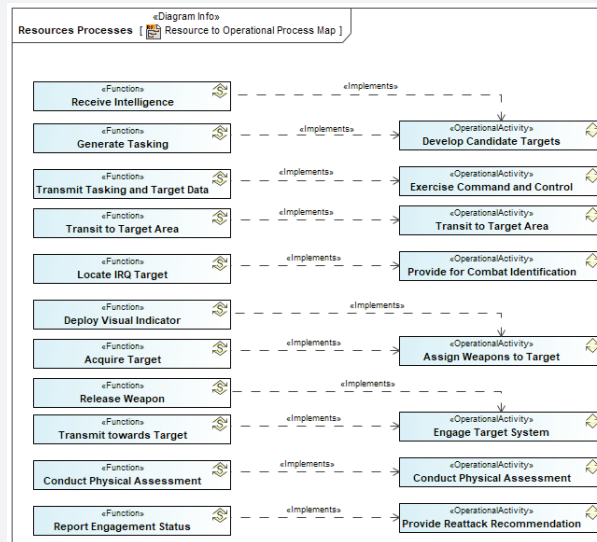 «Diagram Info»
Resources Processes [ Resource to Operational Process Map ]
«Function»
Receive Intelligence
«Implements»
«Function»
Generate Tasking
«Implements»
«OperationalActivity»
Develop Candidate Targets
«Function»
Transmit Tasking and Target Data
«Implements»
«OperationalActivity»
Exercise Command and Control
«Function»
Transit to Target Area
«Implements»
«OperationalActivity»
Transit to Target Area
«Function»
Locate IRQ Target
«Implements»
«OperationalActivity»
Provide for Combat Identification
«Function»
Deploy Visual Indicator
«Implements»
«Function»
Acquire Target
«Implements»
«OperationalActivity»
Assign Weapons to Target
«Function»
Release Weapon
«Implements»
«Function»
Transmit towards Target
«Implements»
«OperationalActivity»
Engage Target System
«Function»
Conduct Physical Assessment
«Implements»
«OperationalActivity»
Conduct Physical Assessment
«Function»
Report Engagement Status
«Implements»
«OperationalActivity»
Provide Reattack Recommendation